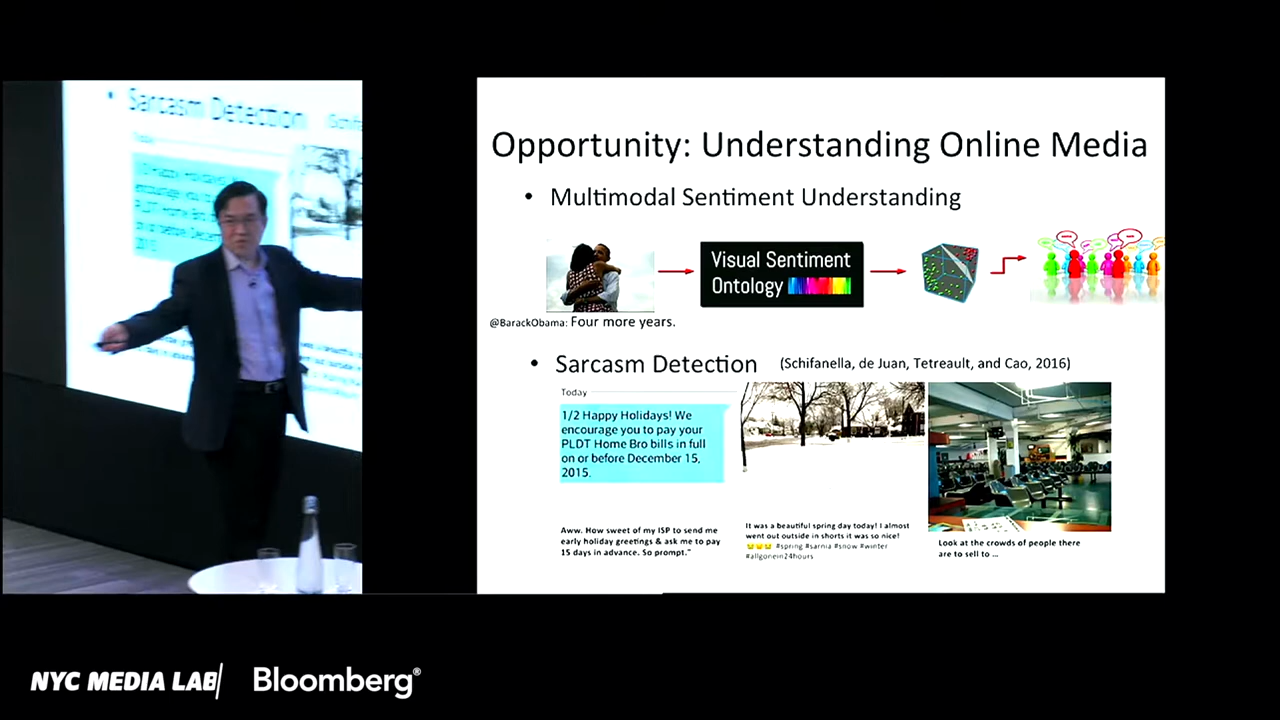 Sarcasm Detection
Opportunity: Understanding Online Media
• Multimodal Sentiment Understanding
Visual Sentiment
Ontology
@BarackObama: Four more years.
• Sarcasm Detection (Schifanella, de Juan, Tetreault, and Cao, 2016)
Today
1/2 Happy Holidays! We
encourage you to pay your
PLDT Home Bro bills in full
on or before December 15,
2015.
Aww. How sweet of my ISP to send me
early holiday greetings & ask me to pay
15 days in advance. So prompt."
It was a beautiful spring day today! I almost
went out outside in shorts it was so nice!
#spring #sarnia #snow #winter
#allgonein24hours
Look at the crowds of people there
are to sell to ...
NYC MEDIA LAB
Bloomberg®